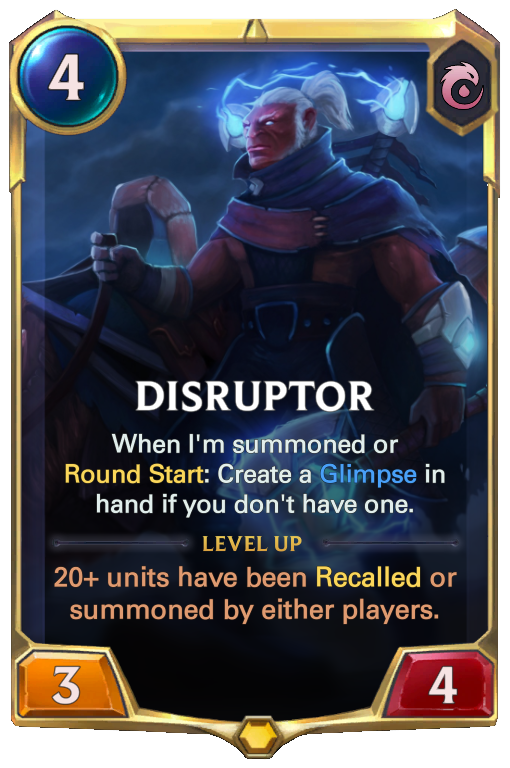 4
DISRUPTOR
When I'm summoned or
Round Start: Create a Glimpse in
hand if you don't have one.
LEVEL UP
20+ units have been Recalled or
summoned by either players.
3
4